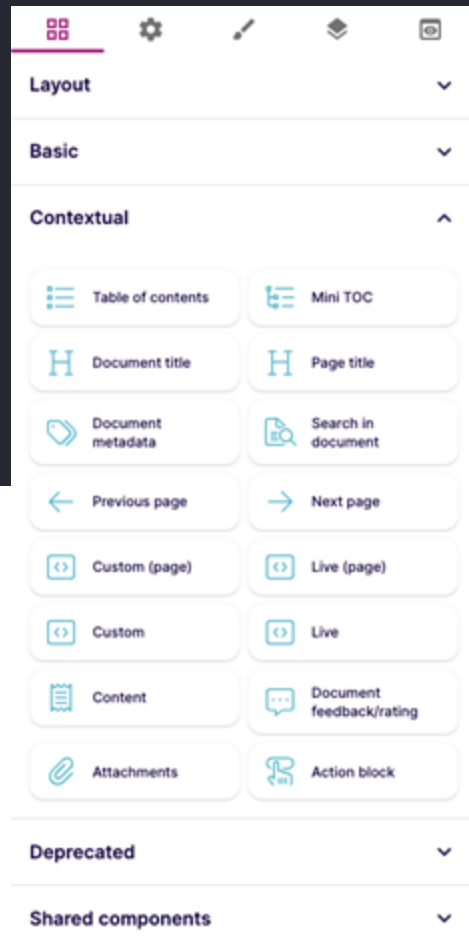 Layout
Basic
Contextual
Table of contents
Mini TOC
Document title
Page title
Document
metadata
Search in
document
Previous page
Next page
Custom (page)
Live (page)
Custom
Live
Content
Document
feedback/rating
Attachments
Action block
Deprecated
Shared components